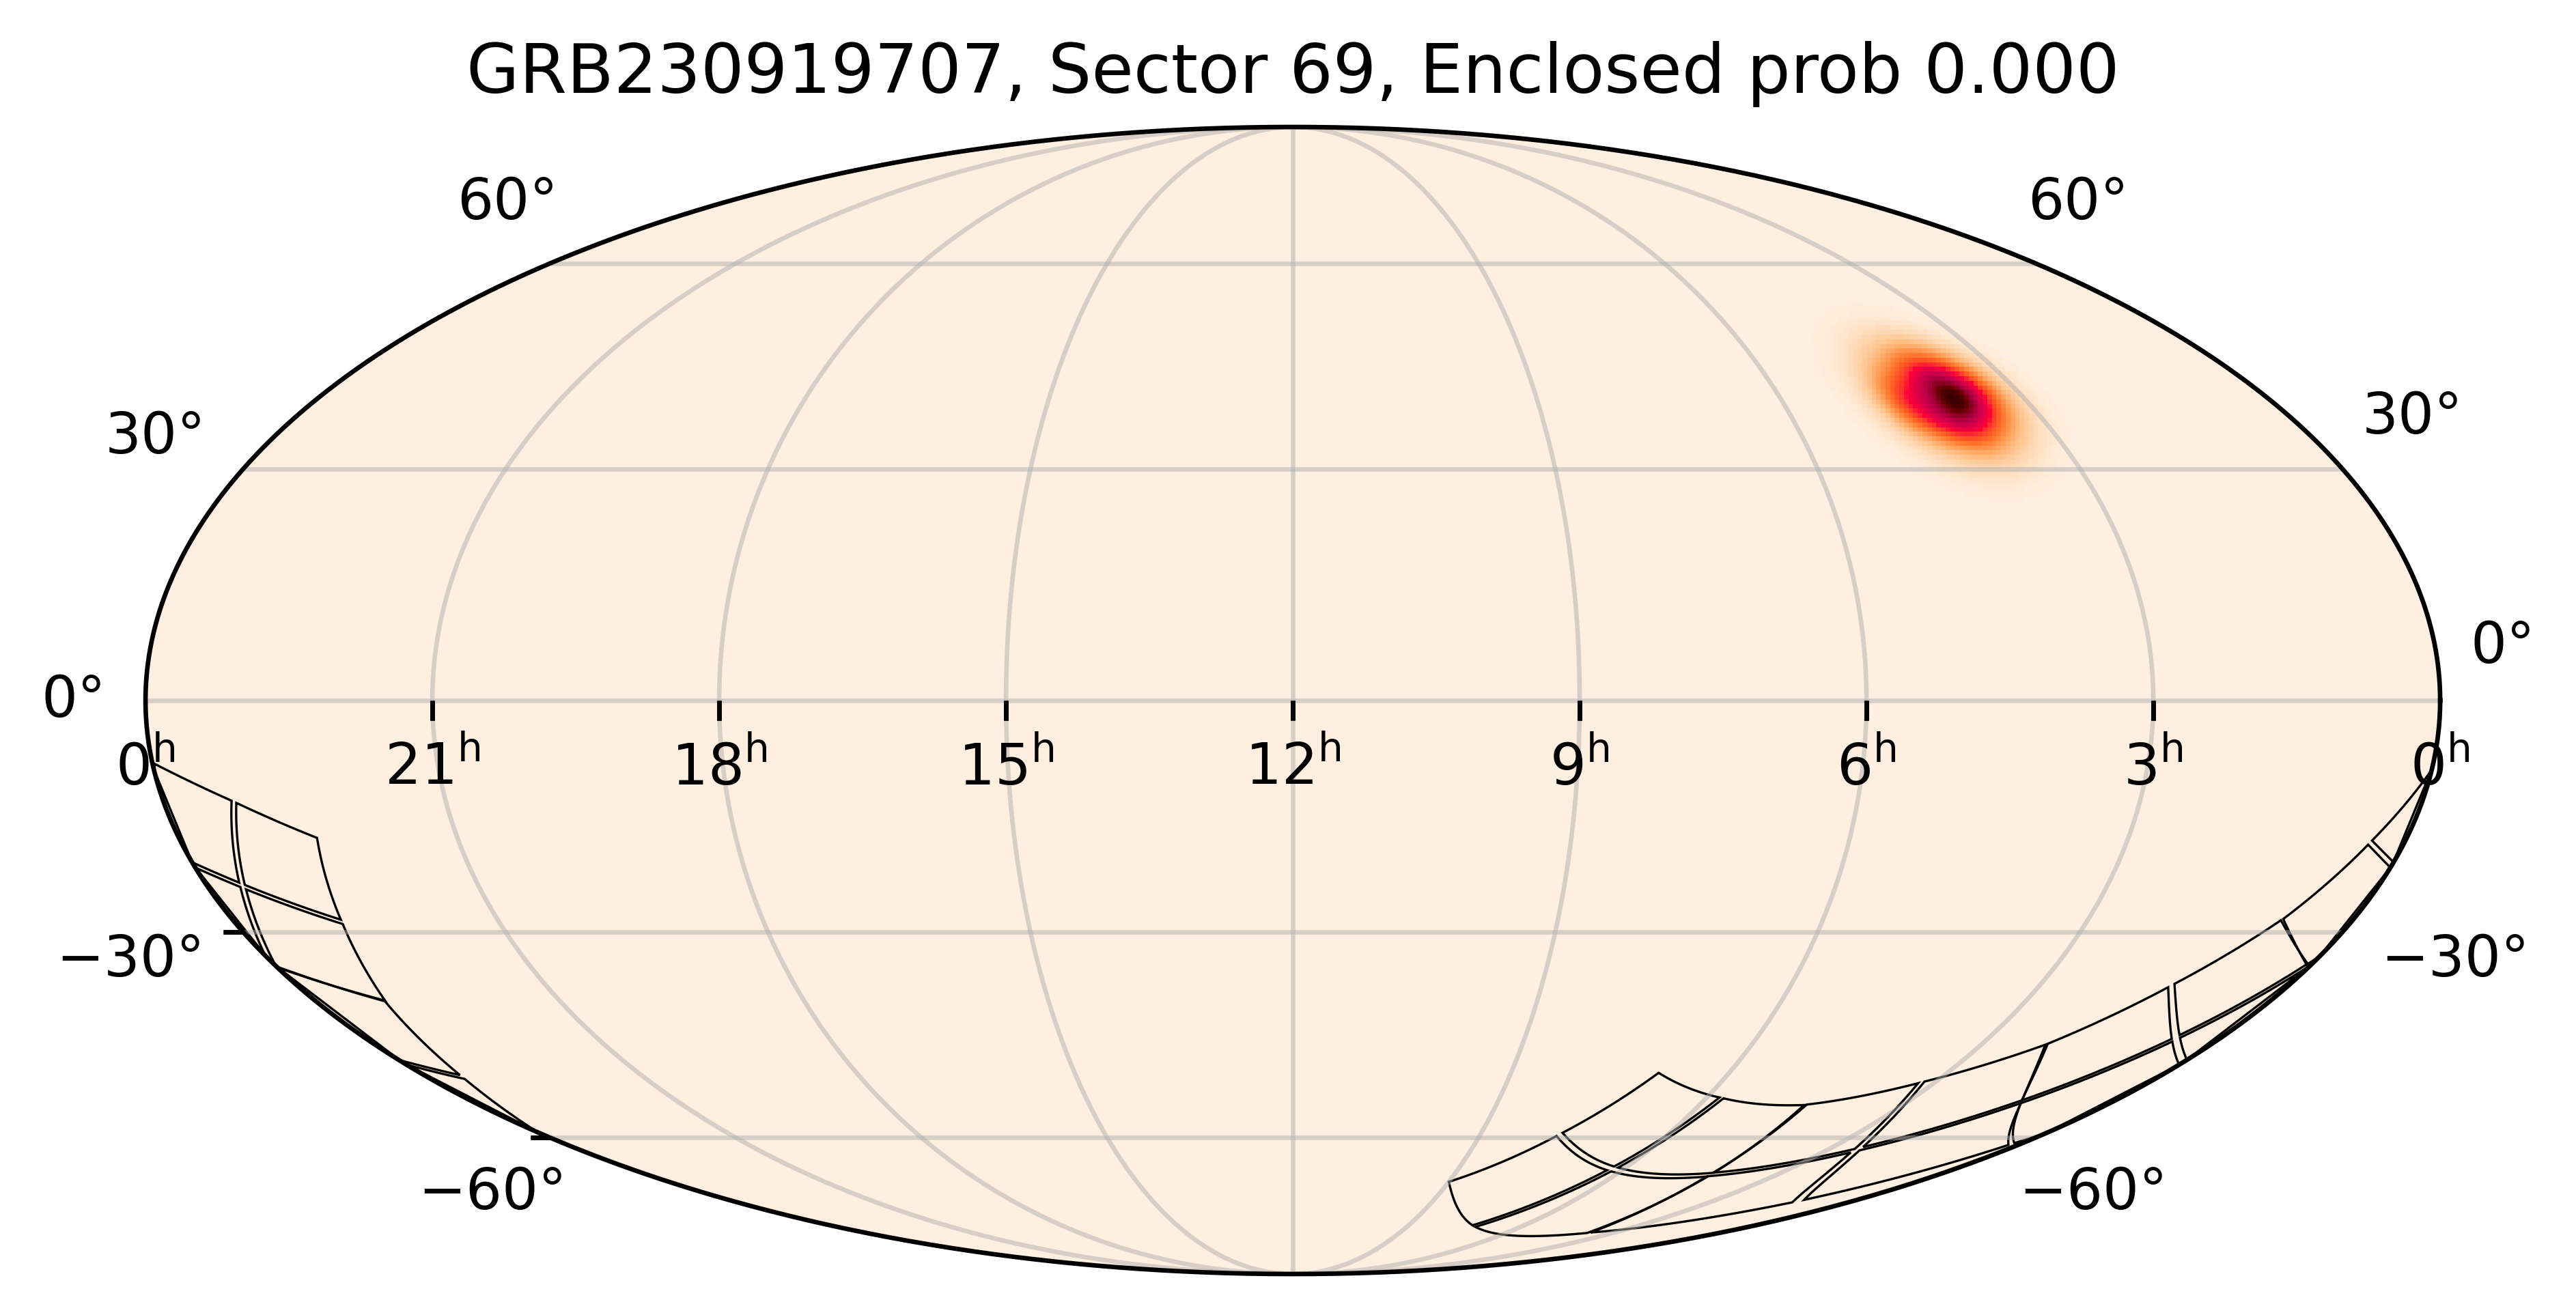 GRB230919707, Sector 69, Enclosed prob 0.000
60° 60°
30° 30°
0° 0°
0h 21h 18h 15h 12h 9h 6h 3h 0h
−30° −30°
−60° −60°